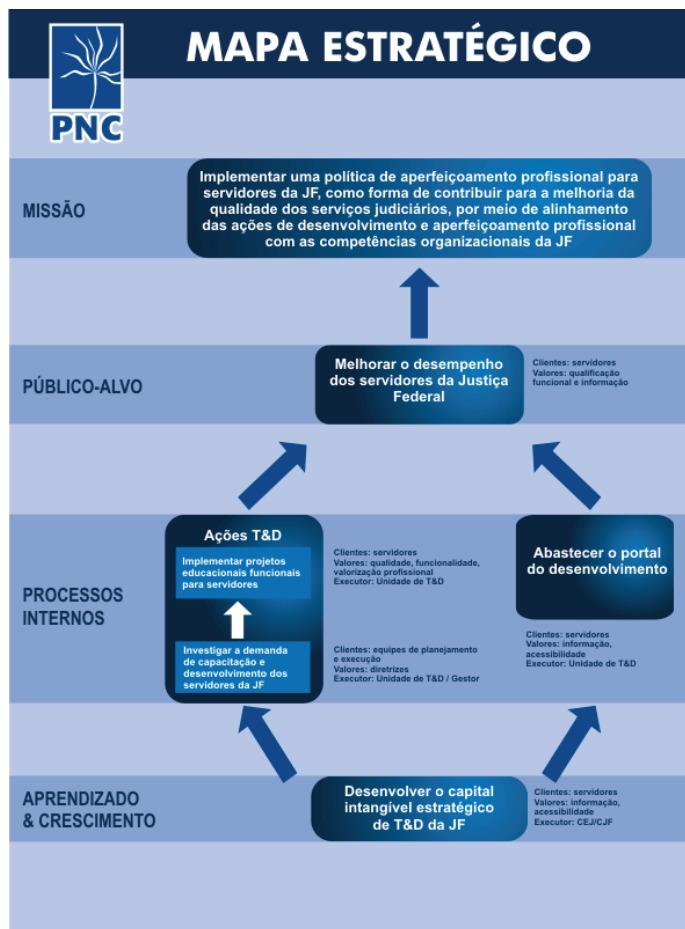 MAPA ESTRATÉGICO
PNC
MISSÃO
Implementar uma política de aperfeiçoamento profissional para
servidores da JF, como forma de contribuir para a melhoria da
qualidade dos serviços judiciários, por meio de alinhamento
das ações de desenvolvimento e aperfeiçoamento profissional
com as competências organizacionais da JF
PÚBLICO-ALVO
Melhorar o desempenho
dos servidores da Justiça
Federal
Clientes: servidores
Valores: qualificação
funcional e informação
PROCESSOS
INTERNOS
Ações T&D
Implementar projetos
educacionais funcionais
para servidores
Clientes: servidores
Valores: qualidade, funcionalidade,
valorização profissional
Executor: Unidade de T&D
Investigar a demanda
de capacitação e
desenvolvimento dos
servidores da JF
Clientes: equipes de planejamento
e execução
Valores: diretrizes
Executor: Unidade de T&D / Gestor
Abastecer o portal
do desenvolvimento
Clientes: servidores
Valores: informação,
acessibilidade
Executor: Unidade de T&D
APRENDIZADO
& CRESCIMENTO
Desenvolver o capital
intangível estratégico
de T&D da JF
Clientes: servidores
Valores: informação,
acessibilidade
Executor: CEJ/CJF